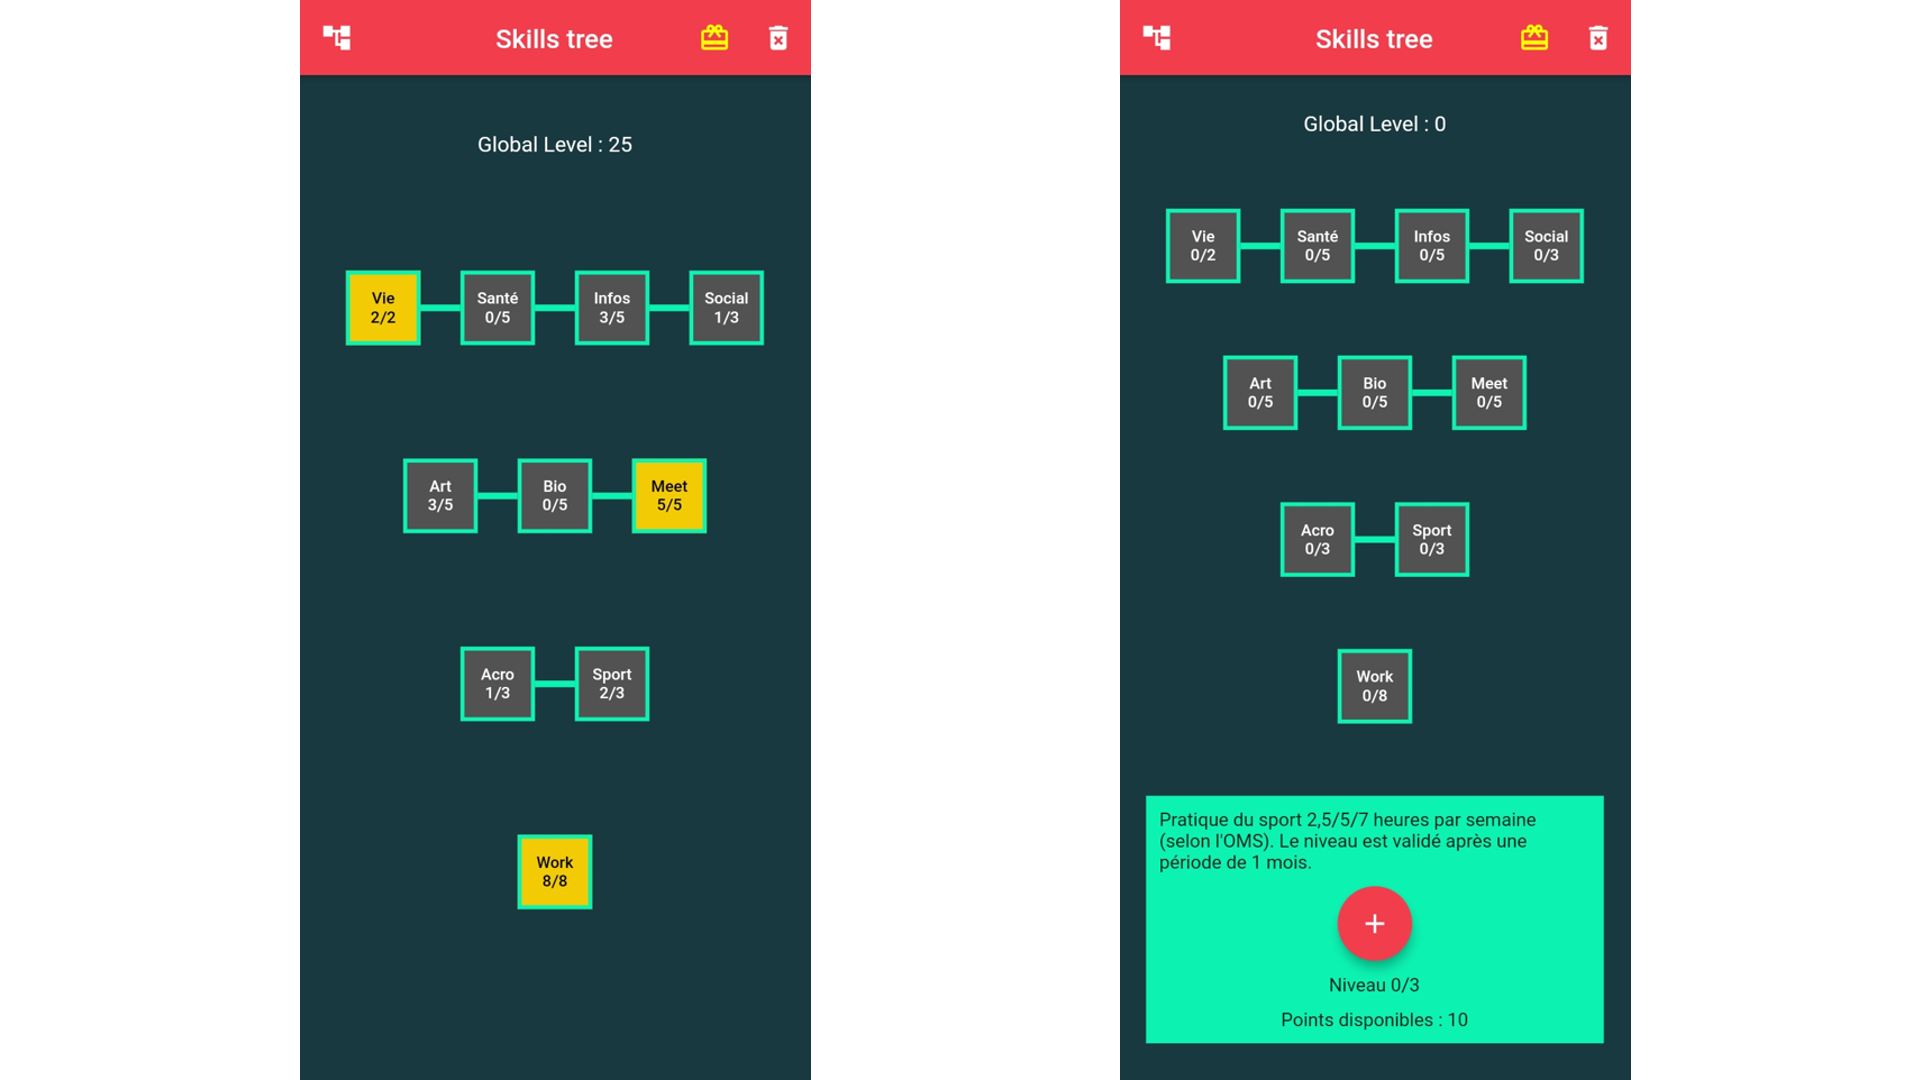 Skills tree
Global Level : 25
Vie
2/2
Santé
0/5
Infos
3/5
Social
1/3
Art
3/5
Bio
0/5
Meet
5/5
Acro
1/3
Sport
2/3
Work
8/8
Skills tree
Global Level : 0
Vie
0/2
Santé
0/5
Infos
0/5
Social
0/3
Art
0/5
Bio
0/5
Meet
0/5
Acro
0/3
Sport
0/3
Work
0/8
Pratique du sport 2,5/5/7 heures par semaine
(selon l'OMS). Le niveau est validé après une
période de 1 mois.
+
Niveau 0/3
Points disponibles : 10